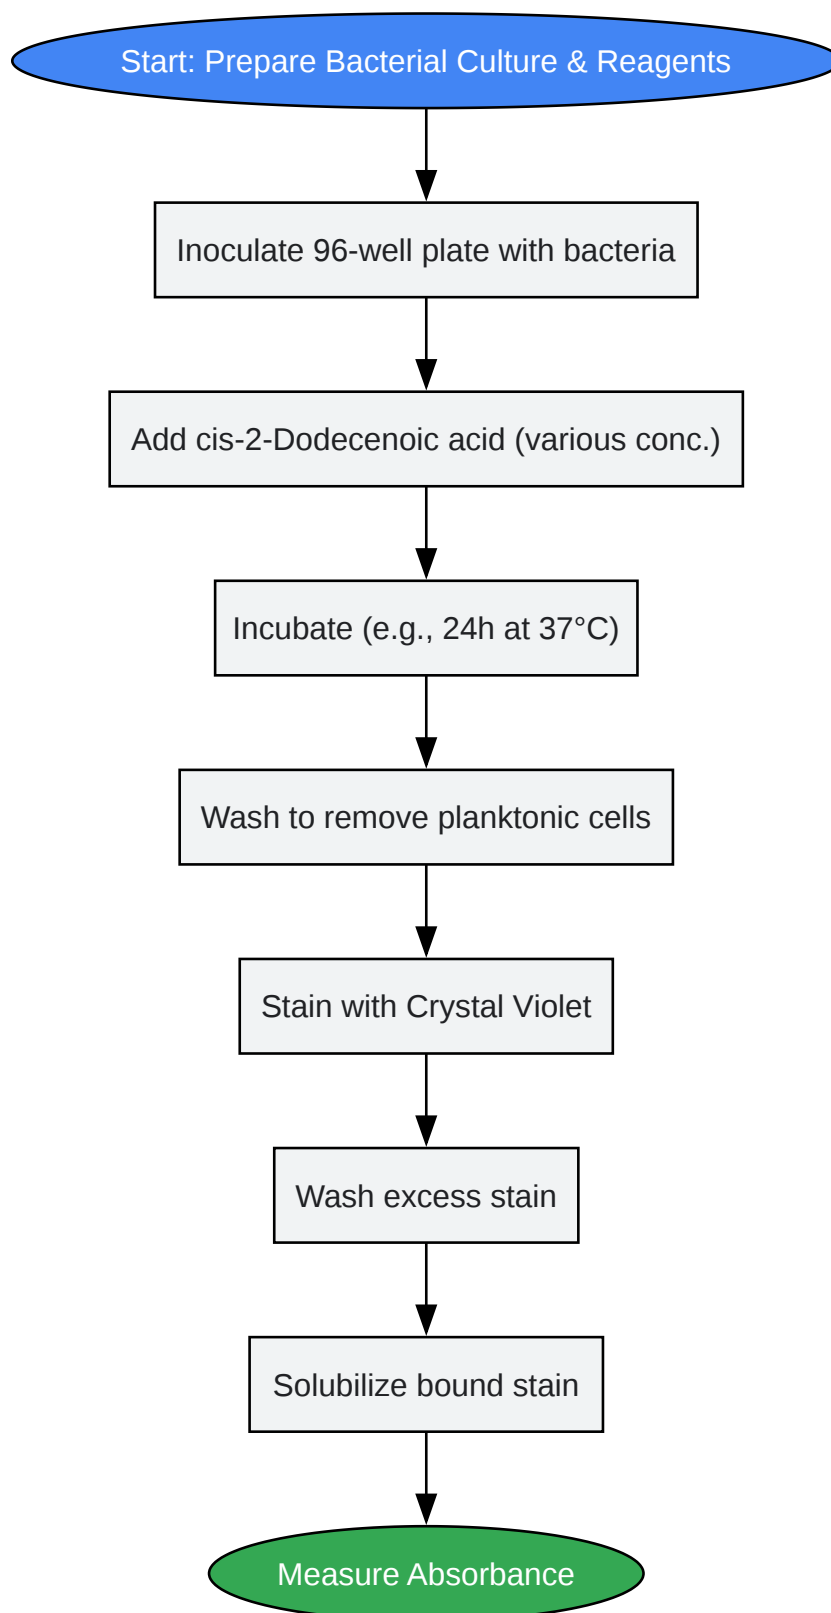 Start: Prepare Bacterial Culture & Reagents
Inoculate 96-well plate with bacteria
Add cis-2-Dodecenoic acid (various conc.)
Incubate (e.g., 24h at 37°C)
Wash to remove planktonic cells
Stain with Crystal Violet
Wash excess stain
Solubilize bound stain
Measure Absorbance